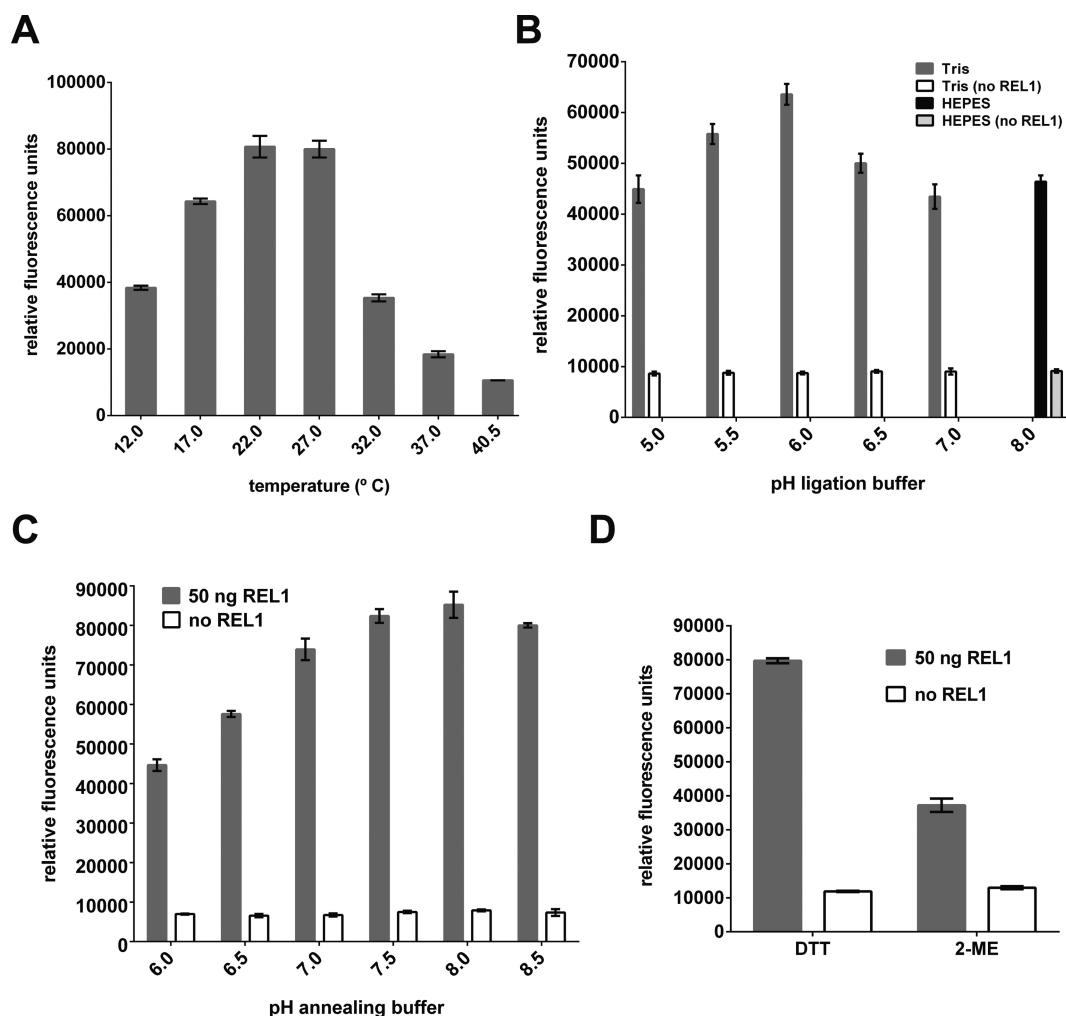 A
relative fluorescence units
100000
80000
60000
40000
20000
0
12.0 17.0 22.0 27.0 32.0 37.0 40.5
temperature (º C)
B
relative fluorescence units
70000
60000
50000
40000
30000
20000
10000
0
Tris
Tris (no REL1)
HEPES
HEPES (no REL1)
5.0 5.5 6.0 6.5 7.0 8.0
pH ligation buffer
C
relative fluorescence units
90000
80000
70000
60000
50000
40000
30000
20000
10000
0
50 ng REL1
no REL1
6.0 6.5 7.0 7.5 8.0 8.5
pH annealing buffer
D
relative fluorescence units
90000
80000
70000
60000
50000
40000
30000
20000
10000
0
50 ng REL1
no REL1
DTT 2-ME